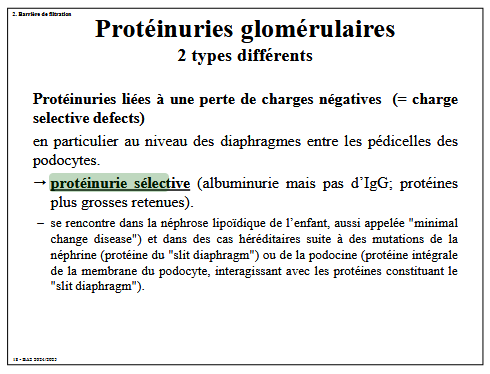 2. Barrière de filtration
Protéinuries glomérulaires
2 types différents
Protéinuries liées à une perte de charges négatives (= charge
selective defects)
en particulier au niveau des diaphragmes entre les pédicelles des
podocytes.
→ protéinurie sélective (albuminurie mais pas d'IgG; protéines
plus grosses retenues).
– se rencontre dans la néphrose lipoïdique de l'enfant, aussi appelée "minimal
change disease") et dans des cas héréditaires suite à des mutations de la
néphrine (protéine du "slit diaphragm") ou de la podocine (protéine intégrale
de la membrane du podocyte, interagissant avec les protéines constituant le
"slit diaphragm").
BA2 2024/2025